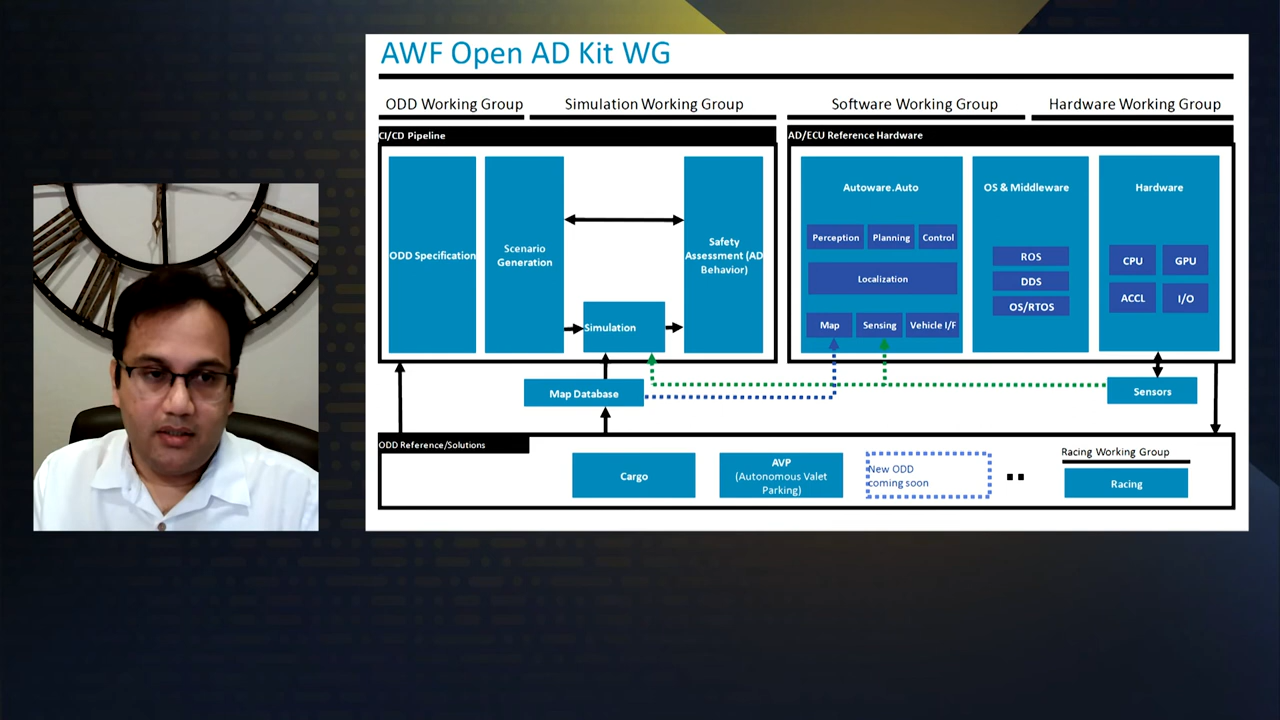 AWF Open AD Kit WG
ODD Working Group
Simulation Working Group
Software Working Group
Hardware Working Group
CI/CD Pipeline
AD/ECU Reference Hardware
ODD Specification
Scenario
Generation
Simulation
Safety
Assessment (AD
Behavior)
Autoware.Auto
Perception
Planning
Control
Localization
Map
Sensing
Vehicle I/F
OS & Middleware
ROS
DDS
OS/RTOS
Hardware
CPU
GPU
ACCL
I/O
Map Database
Sensors
ODD Reference/Solutions
Cargo
AVP
(Autonomous Valet
Parking)
New ODD
coming soon
Racing Working Group
Racing